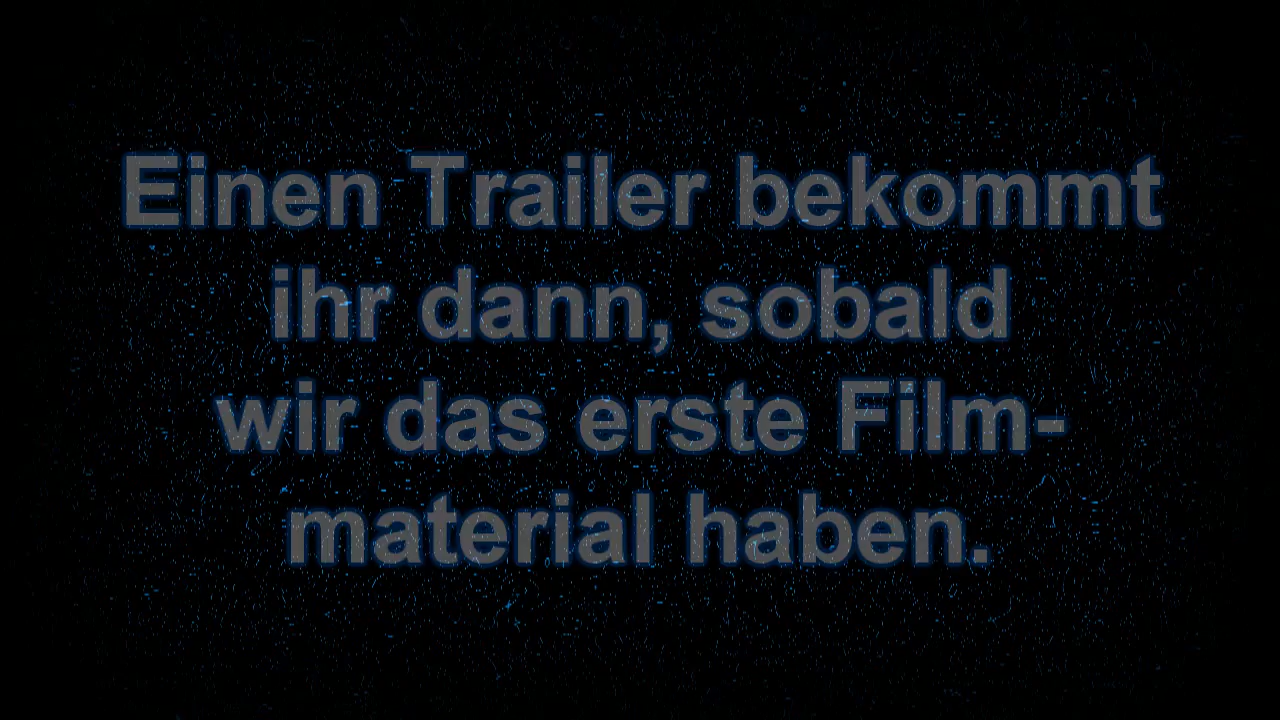 Einen Trailer bekommt
ihr dann, sobald
wir das erste Film-
material haben.